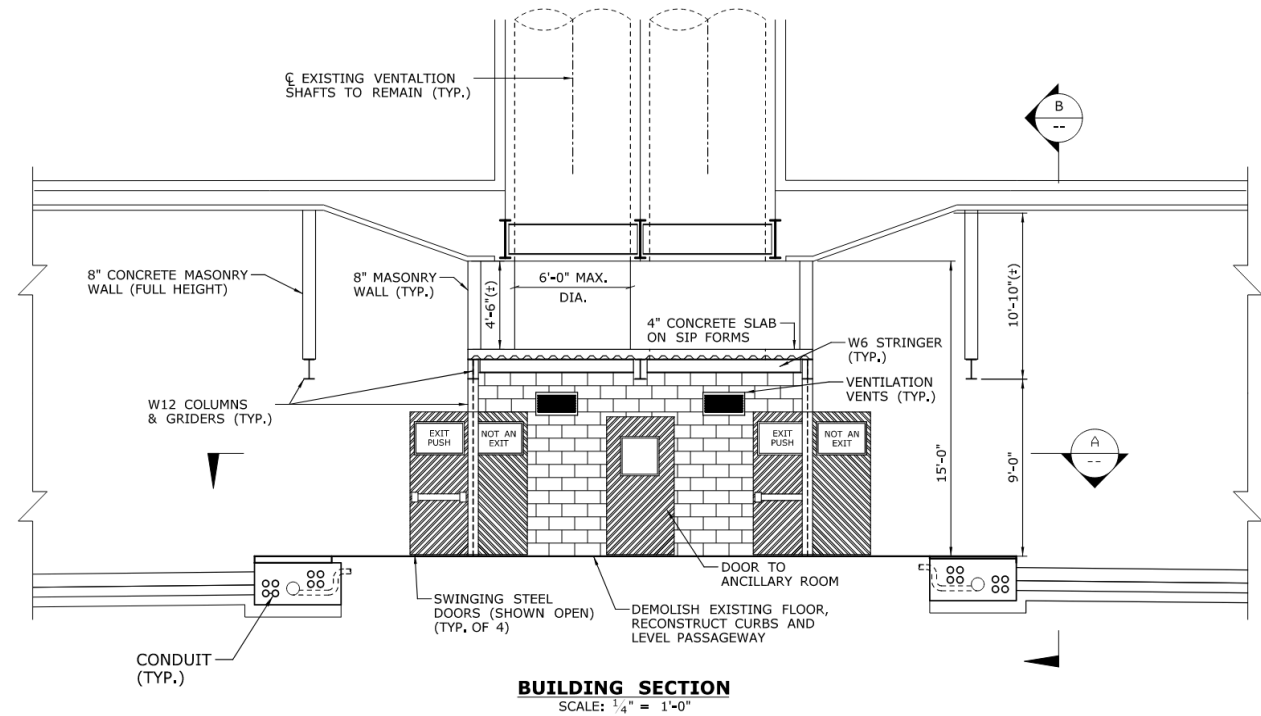 ℄ EXISTING VENTALTION
SHAFTS TO REMAIN (TYP.)
B
--
8" CONCRETE MASONRY
WALL (FULL HEIGHT)
8" MASONRY
WALL (TYP.)
4'-6"(±)
6'-0" MAX.
DIA.
10'-10"(±)
4" CONCRETE SLAB
ON SIP FORMS
W6 STRINGER
(TYP.)
VENTILATION
VENTS (TYP.)
W12 COLUMNS
& GRIDERS (TYP.)
EXIT
PUSH
NOT AN
EXIT
EXIT
PUSH
NOT AN
EXIT
15'-0"
9'-0"
A
--
DOOR TO
ANCILLARY ROOM
SWINGING STEEL
DOORS (SHOWN OPEN)
(TYP. OF 4)
DEMOLISH EXISTING FLOOR,
RECONSTRUCT CURBS AND
LEVEL PASSAGEWAY
CONDUIT
(TYP.)
BUILDING SECTION
SCALE: 1/4" = 1'-0"